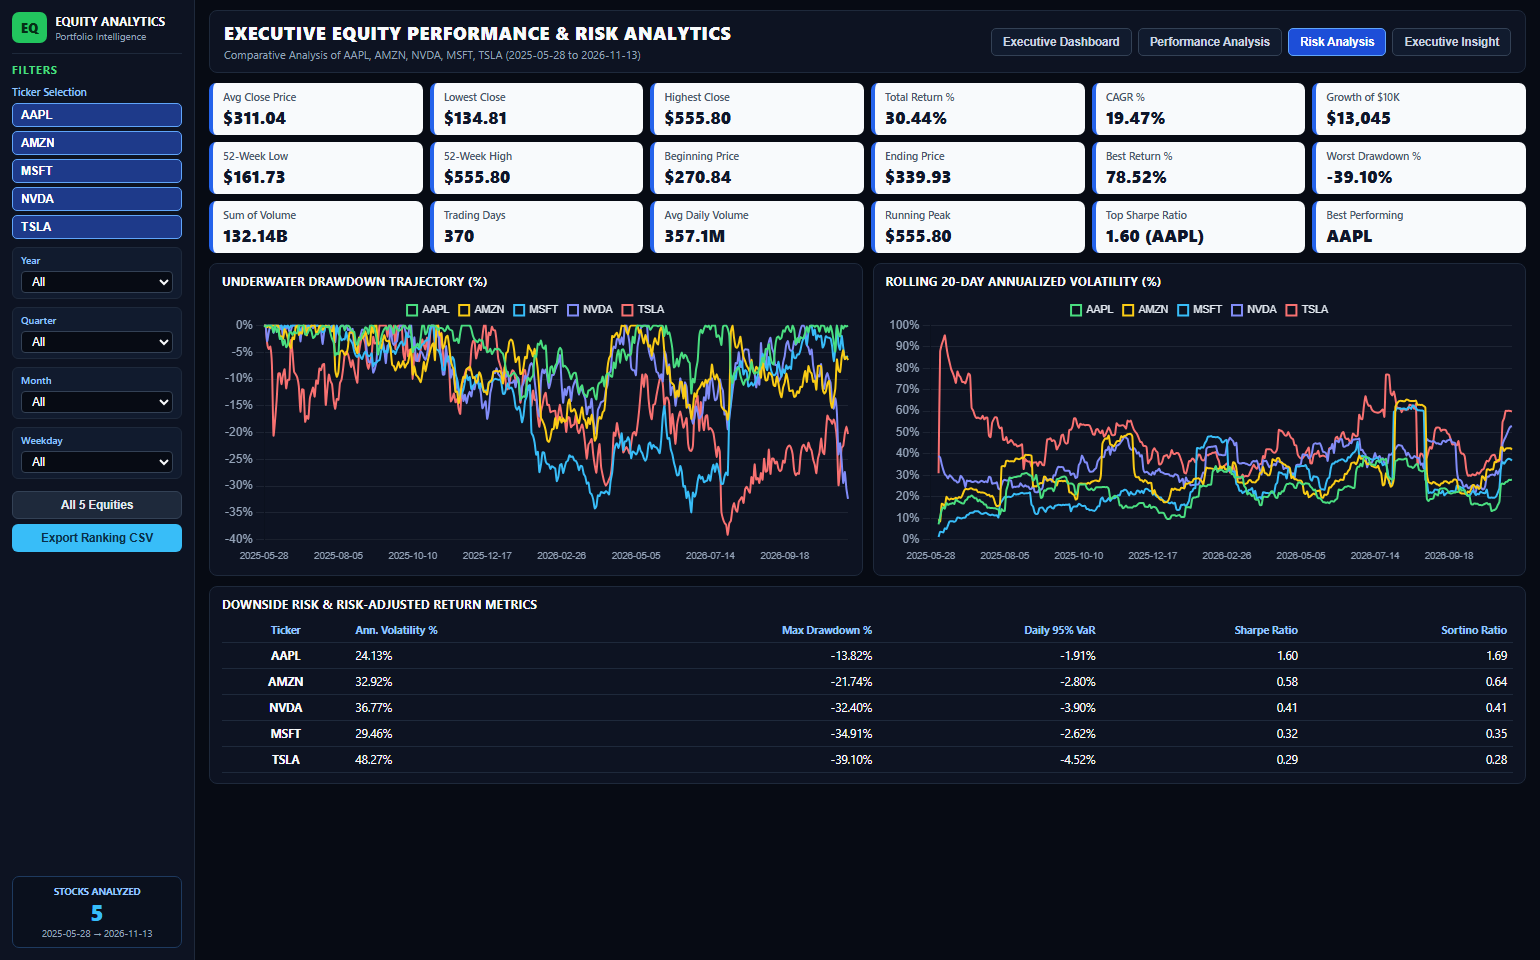 EQ
EQUITY ANALYTICS
Portfolio Intelligence
FILTERS
Ticker Selection
AAPL
AMZN
MSFT
NVDA
TSLA
Year
All
Quarter
All
Month
All
Weekday
All
All 5 Equities
Export Ranking CSV
STOCKS ANALYZED
5
2025-05-28 → 2026-11-13
EXECUTIVE EQUITY PERFORMANCE & RISK ANALYTICS
Comparative Analysis of AAPL, AMZN, NVDA, MSFT, TSLA (2025-05-28 to 2026-11-13)
Executive Dashboard Performance Analysis Risk Analysis Executive Insight
Avg Close Price Lowest Close Highest Close Total Return % CAGR % Growth of $10K
$311.04 $134.81 $555.80 30.44% 19.47% $13,045
52-Week Low 52-Week High Beginning Price Ending Price Best Return % Worst Drawdown %
$161.73 $555.80 $270.84 $339.93 78.52% -39.10%
Sum of Volume Trading Days Avg Daily Volume Running Peak Top Sharpe Ratio Best Performing
132.14B 370 357.1M $555.80 1.60 (AAPL) AAPL
UNDERWATER DRAWDOWN TRAJECTORY (%)
AAPL AMZN MSFT NVDA TSLA
0%
-5%
-10%
-15%
-20%
-25%
-30%
-35%
-40%
2025-05-28 2025-08-05 2025-10-10 2025-12-17 2026-02-26 2026-05-05 2026-07-14 2026-09-18
ROLLING 20-DAY ANNUALIZED VOLATILITY (%)
AAPL AMZN MSFT NVDA TSLA
100%
90%
80%
70%
60%
50%
40%
30%
20%
10%
0%
2025-05-28 2025-08-05 2025-10-10 2025-12-17 2026-02-26 2026-05-05 2026-07-14 2026-09-18
DOWNSIDE RISK & RISK-ADJUSTED RETURN METRICS
Ticker Ann. Volatility % Max Drawdown % Daily 95% VaR Sharpe Ratio Sortino Ratio
AAPL 24.13% -13.82% -1.91% 1.60 1.69
AMZN 32.92% -21.74% -2.80% 0.58 0.64
NVDA 36.77% -32.40% -3.90% 0.41 0.41
MSFT 29.46% -34.91% -2.62% 0.32 0.35
TSLA 48.27% -39.10% -4.52% 0.29 0.28